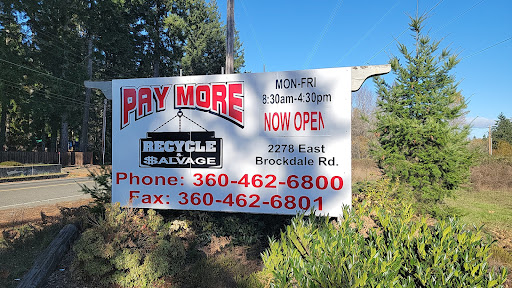 PAY MORE
RECYCLE
$ALVAGE
MON-FRI
8:30am-4:30pm
NOW OPEN
2278 East
Brockdale Rd.
Phone: 360-462-6800
Fax: 360-462-6801